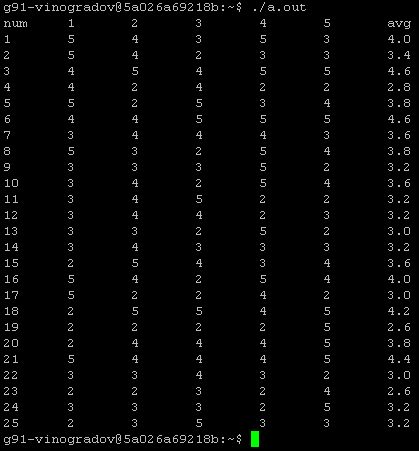 g91-vinogradov@5a026a69218b:~$ ./a.out
num 1 2 3 4 5 avg
1 5 4 3 5 3 4.0
2 5 4 2 3 3 3.4
3 4 5 4 5 5 4.6
4 4 2 4 2 2 2.8
5 5 2 5 3 4 3.8
6 4 4 5 5 5 4.6
7 3 4 4 4 3 3.6
8 5 3 2 5 4 3.8
9 3 3 3 5 2 3.2
10 3 4 2 5 4 3.6
11 3 4 5 2 2 3.2
12 3 4 4 2 3 3.2
13 3 3 2 5 2 3.0
14 3 4 3 3 3 3.2
15 2 5 4 3 4 3.6
16 5 4 2 5 4 4.0
17 5 2 2 4 2 3.0
18 2 5 5 4 5 4.2
19 2 2 2 2 5 2.6
20 2 4 4 4 5 3.8
21 5 4 4 4 5 4.4
22 3 3 4 3 2 3.0
23 2 2 3 2 4 2.6
24 3 3 3 2 5 3.2
25 2 3 5 3 3 3.2
g91-vinogradov@5a026a69218b:~$